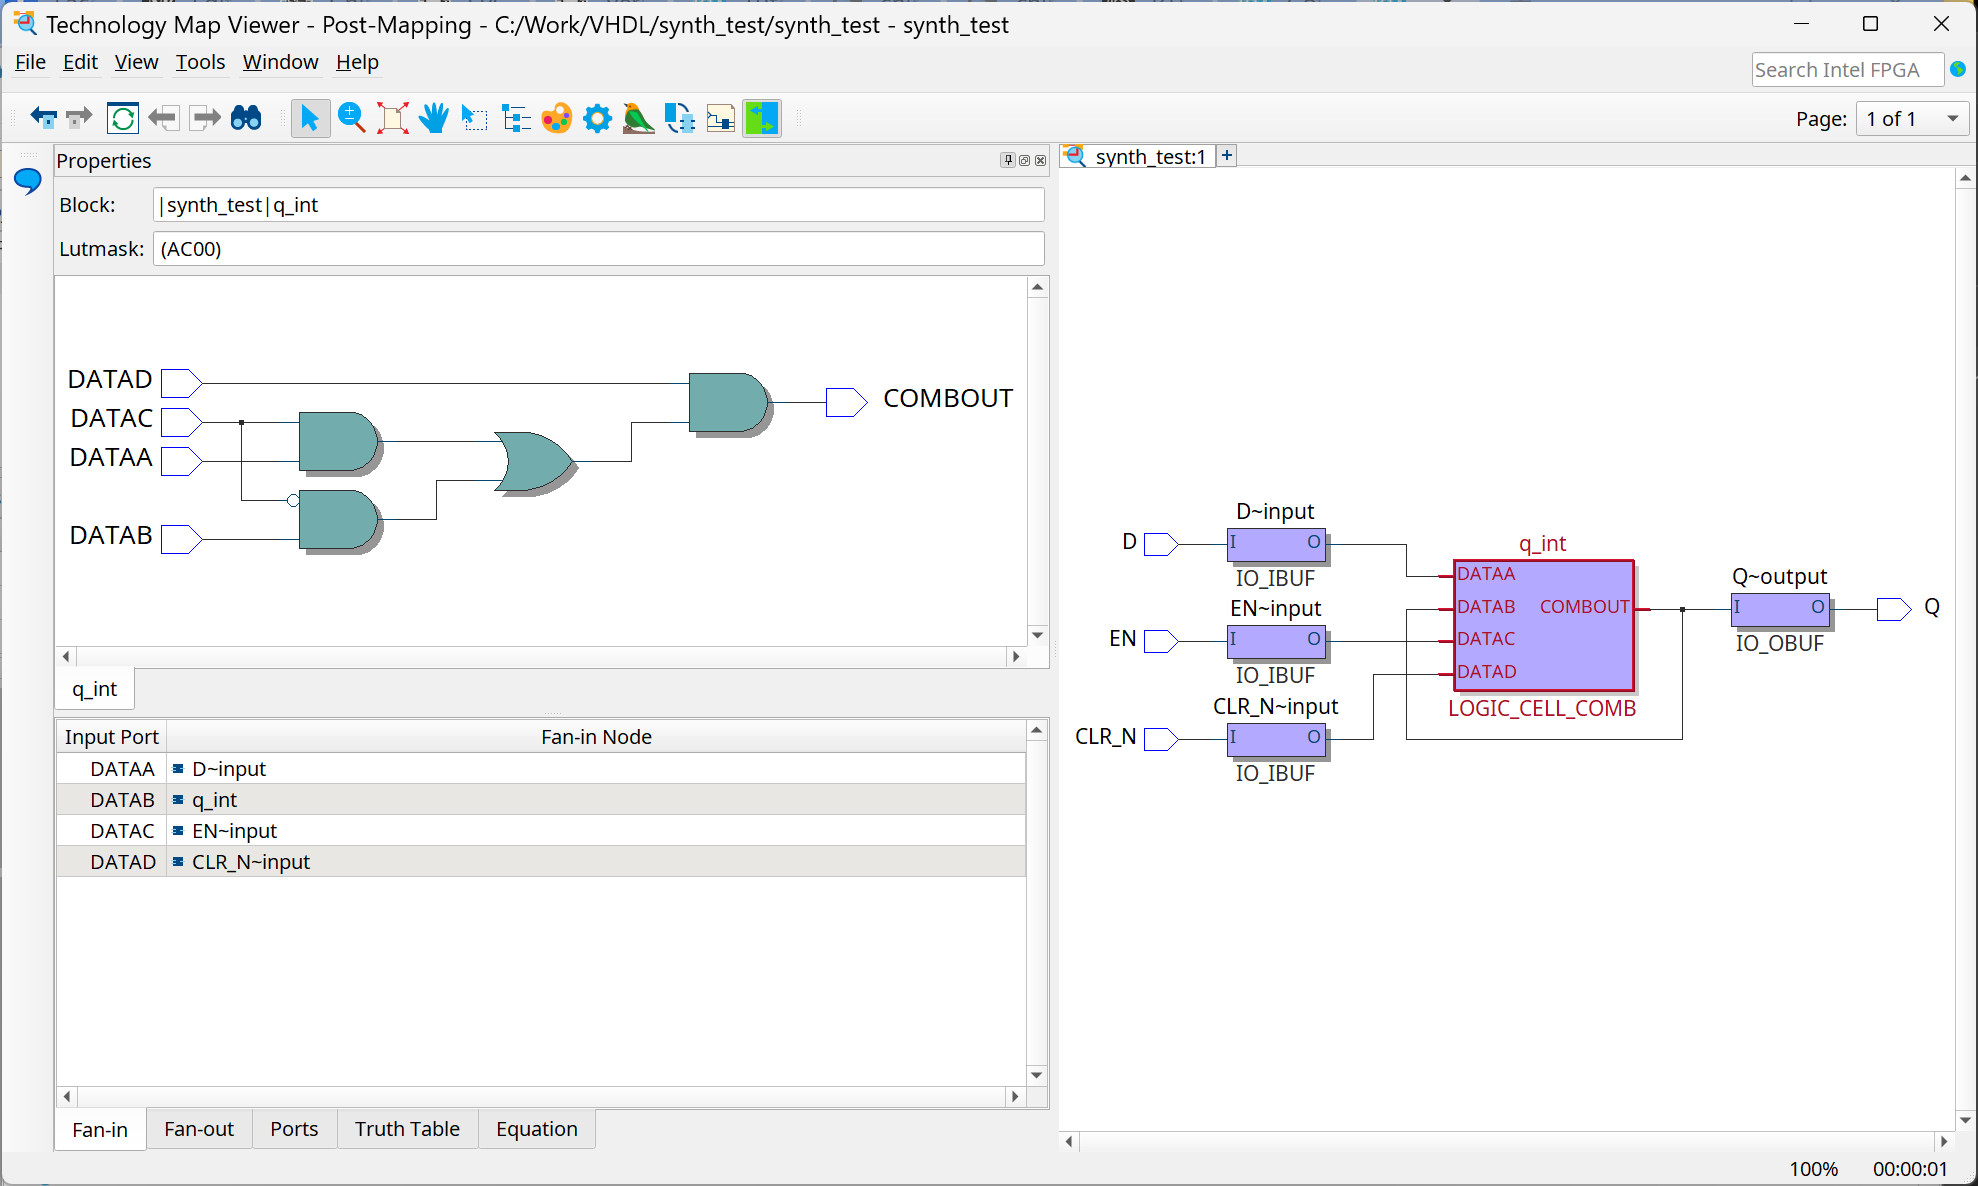 Technology Map Viewer - Post-Mapping - C:/Work/VHDL/synth_test/synth_test - synth_test
File Edit View Tools Window Help
Search Intel FPGA
Page: 1 of 1
Properties
Block: |synth_test|q_int
Lutmask: (AC00)
DATAD
DATAC
DATAA
DATAB
COMBOUT
q_int
Input Port Fan-in Node
DATAA D~input
DATAB q_int
DATAC EN~input
DATAD CLR_N~input
Fan-in Fan-out Ports Truth Table Equation
synth_test:1 +
D~input
D I O
IO_IBUF
EN~input
EN I O
IO_IBUF
CLR_N~input
CLR_N I O
IO_IBUF
q_int
DATAA
DATAB COMBOUT
DATAC
DATAD
LOGIC_CELL_COMB
Q~output
I O Q
IO_OBUF
100% 00:00:01